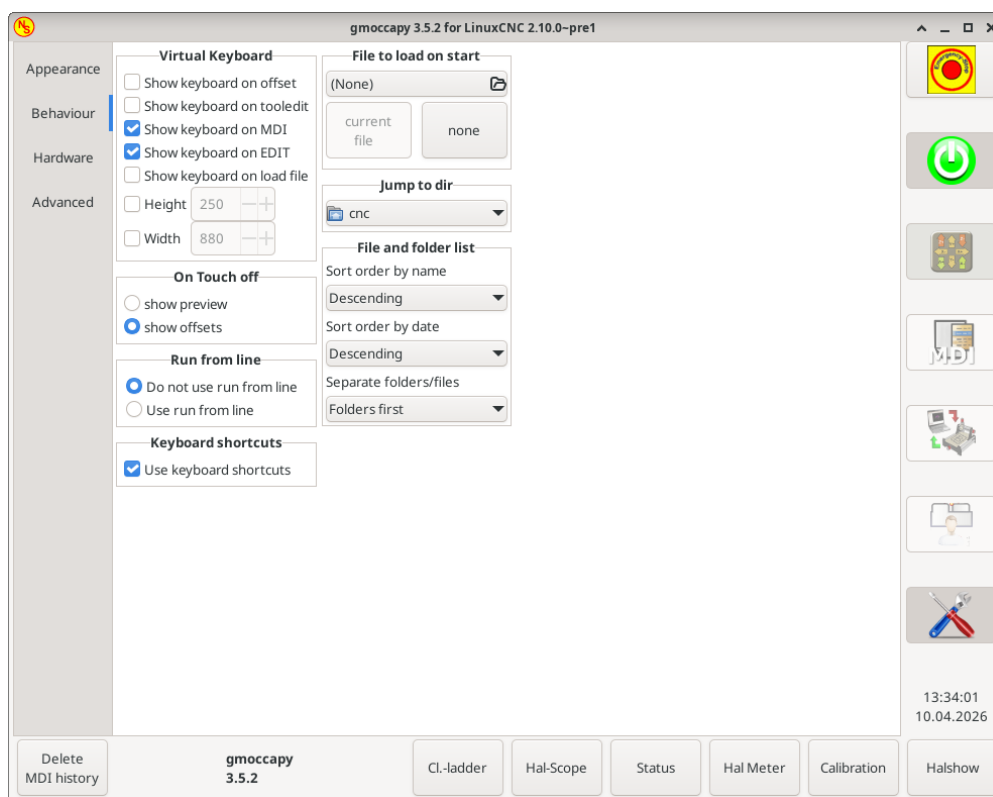 NS
gmoccapy 3.5.2 for LinuxCNC 2.10.0~pre1
Appearance
Behaviour
Hardware
Advanced
Virtual Keyboard
Show keyboard on offset
Show keyboard on tooledit
Show keyboard on MDI
Show keyboard on EDIT
Show keyboard on load file
Height 250
Width 880
On Touch off
show preview
show offsets
Run from line
Do not use run from line
Use run from line
Keyboard shortcuts
Use keyboard shortcuts
File to load on start
(None)
current
file
none
Jump to dir
cnc
File and folder list
Sort order by name
Descending
Sort order by date
Descending
Separate folders/files
Folders first
MDI
13:34:01
10.04.2026
Delete
MDI history
gmoccapy
3.5.2
Cl.-ladder
Hal-Scope
Status
Hal Meter
Calibration
Halshow